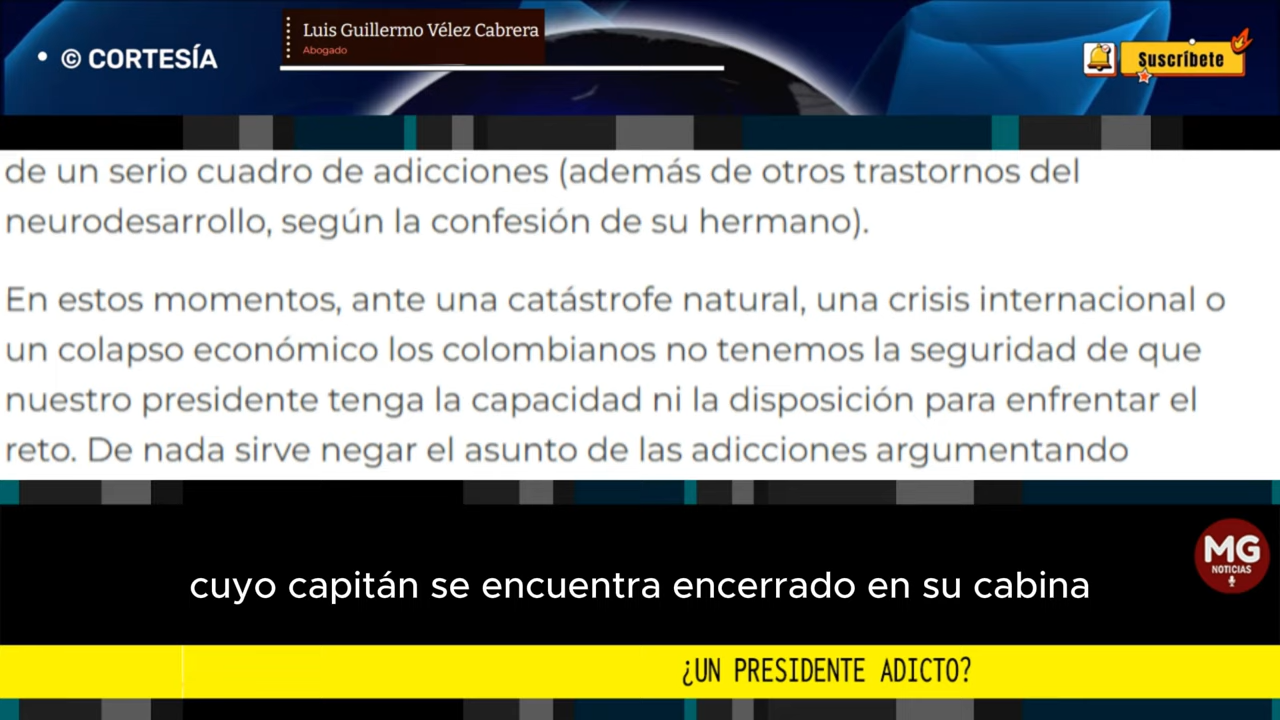 • © CORTESÍA
Luis Guillermo Vélez Cabrera
Abogado
Suscríbete
de un serio cuadro de adicciones (además de otros trastornos del
neurodesarrollo, según la confesión de su hermano).
En estos momentos, ante una catástrofe natural, una crisis internacional o
un colapso económico los colombianos no tenemos la seguridad de que
nuestro presidente tenga la capacidad ni la disposición para enfrentar el
reto. De nada sirve negar el asunto de las adicciones argumentando
MG
NOTICIAS
cuyo capitán se encuentra encerrado en su cabina
¿UN PRESIDENTE ADICTO?